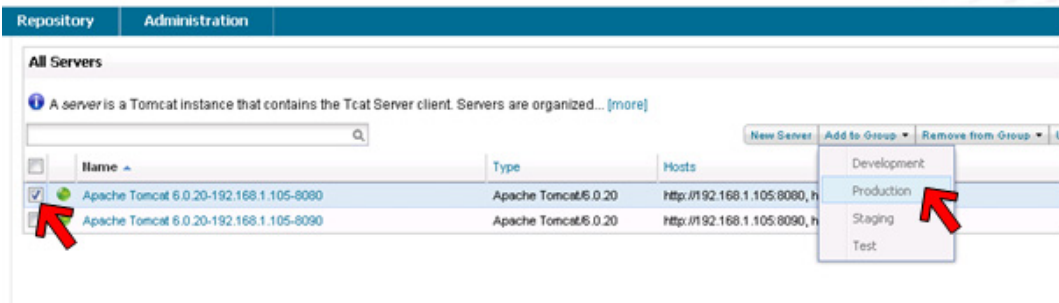 Repository Administration
All Servers
A server is a Tomcat instance that contains the Tcat Server client. Servers are organized... [more]
New Server Add to Group Remove from Group
Name Type Hosts
Apache Tomcat 6.0.20-192.168.1.105-8080 Apache Tomcat/6.0.20 http://192.168.1.105:8080, h
Apache Tomcat 6.0.20-192.168.1.105-8090 Apache Tomcat/6.0.20 http://192.168.1.105:8090, h
Development
Production
Staging
Test